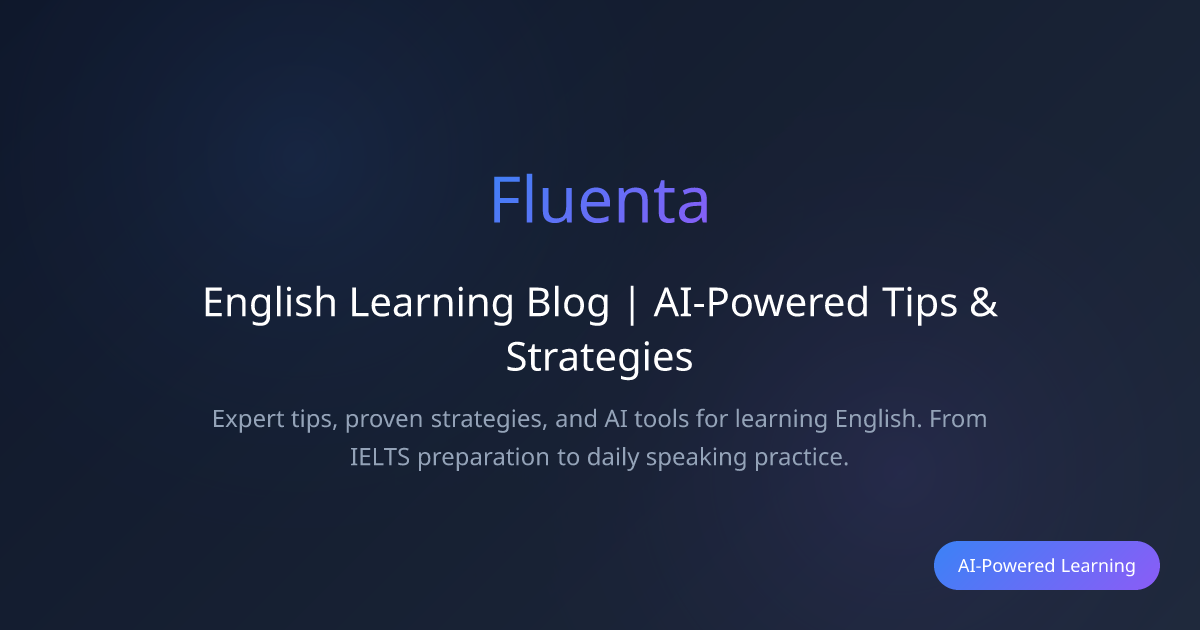 Fluenta
English Learning Blog | AI-Powered Tips &
Strategies
Expert tips, proven strategies, and AI tools for learning English. From
IELTS preparation to daily speaking practice.
AI-Powered Learning